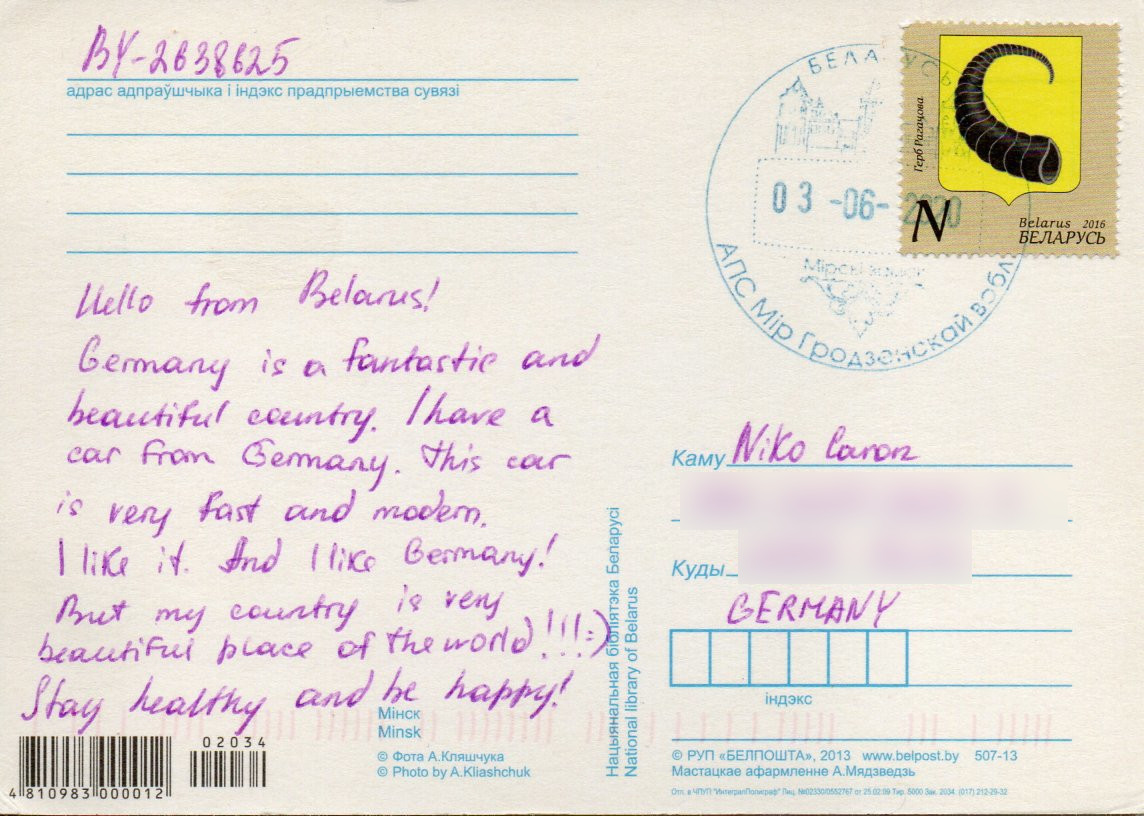 BY-2638625
адрас адпраўшчыка і індэкс прадпрыемства сувязі
Hello from Belarus!
Germany is a fantastic and
beautiful country. I have a
car from Germany. This car
is very fast and modern.
I like it. And I like Germany!
But my country is very
beautiful place of the world!!!:)
Stay healthy and be happy!
Мінск
Minsk
© Фота А.Кляшчука
© Photo by A.Kliashchuk
02034
4 810983 000012
Нацыянальная бібліятэка Беларусі
National library of Belarus
БЕЛАРУСЬ
03 -06- 2020
Мірскі замак
АПС Мір Гродзенскай вобл
Герб Рагачова
N
Belarus 2016
БЕЛАРУСЬ
Каму Niko
Куды
GERMANY
індэкс
© РУП «БЕЛПОШТА», 2013 www.belpost.by 507-13
Мастацкае афармленне А.Мядзведзь
Отп. в ЧПУП "ИнтегралПолиграф" Лиц. №02330/0552767 от 25.02.09 Тир. 5000 Зак. 2034. (017) 212-29-32